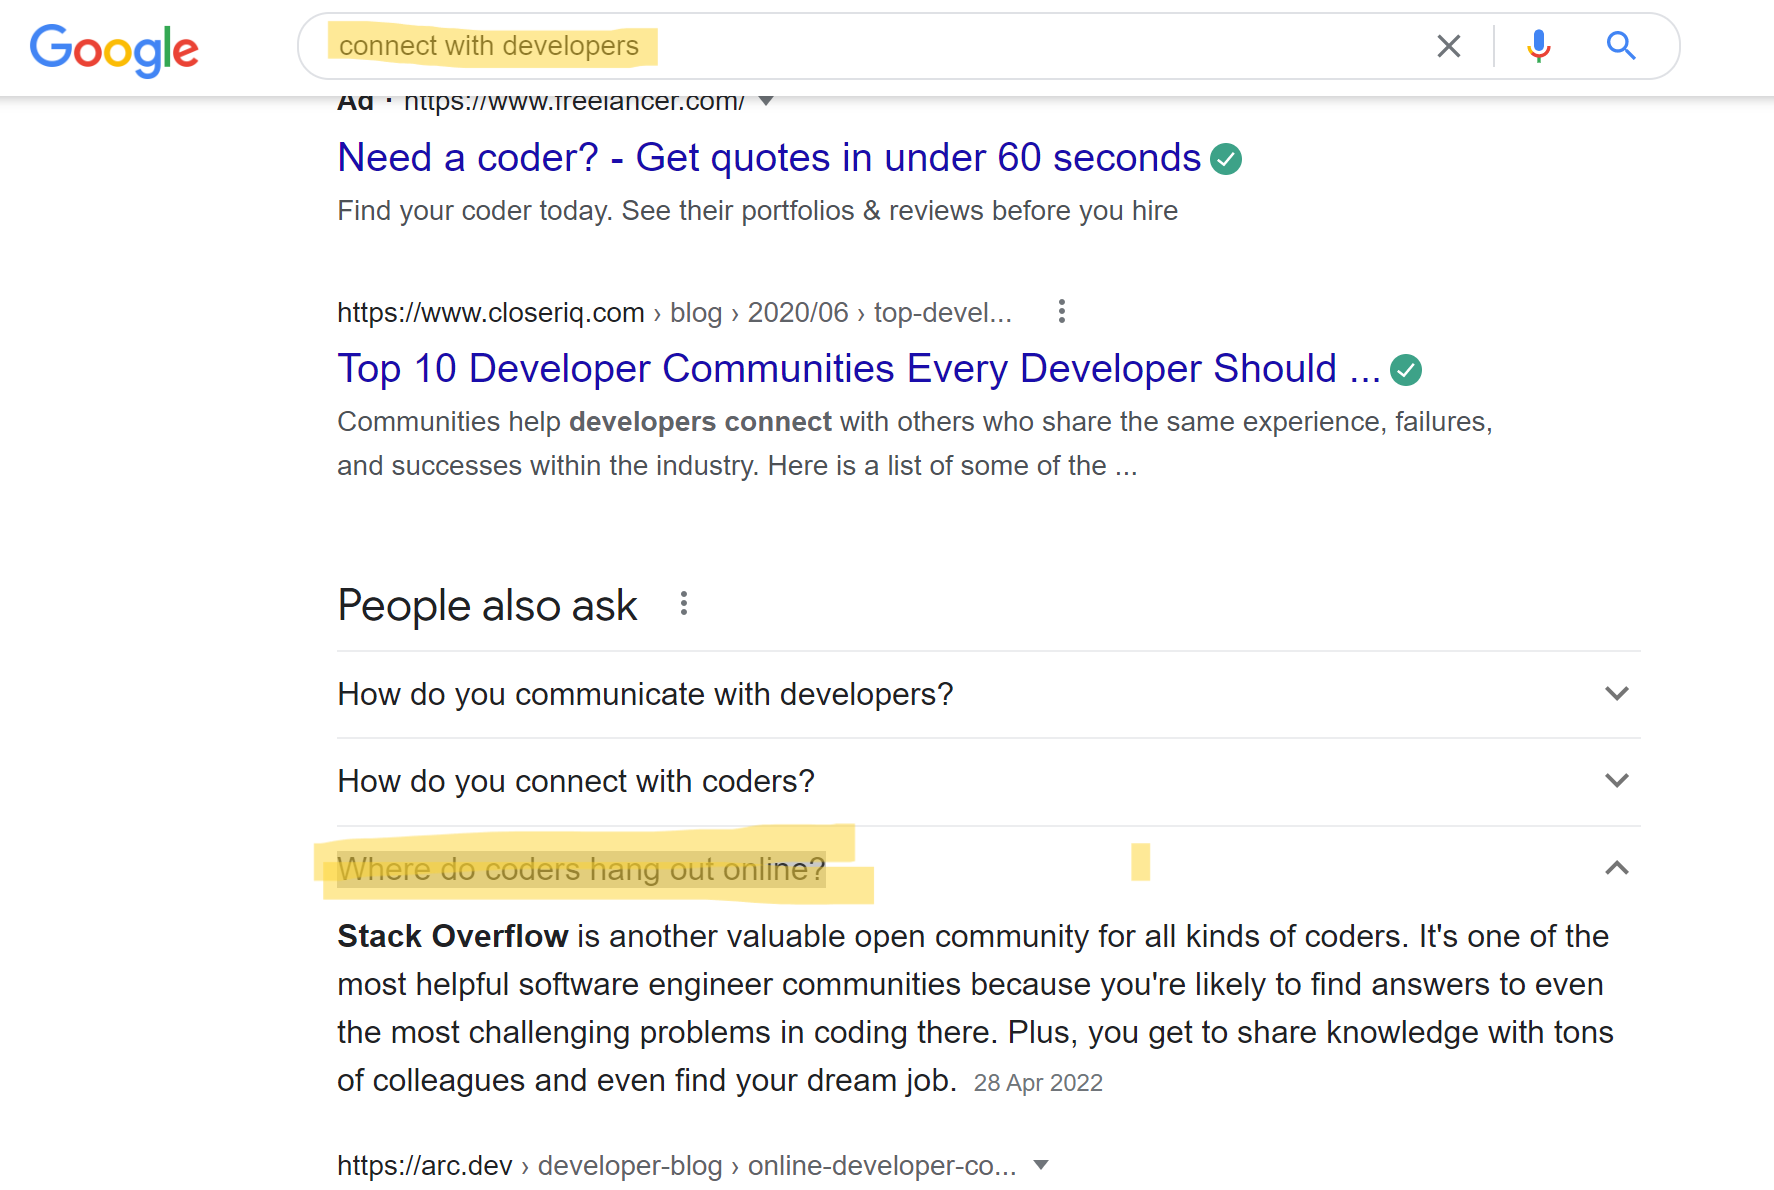 Google
connect with developers
Ad · https://www.freelancer.com/
Need a coder? - Get quotes in under 60 seconds
Find your coder today. See their portfolios & reviews before you hire
https://www.closeriq.com › blog › 2020/06 › top-devel...
Top 10 Developer Communities Every Developer Should ...
Communities help developers connect with others who share the same experience, failures,
and successes within the industry. Here is a list of some of the ...
People also ask
How do you communicate with developers?
How do you connect with coders?
Where do coders hang out online?
Stack Overflow is another valuable open community for all kinds of coders. It's one of the
most helpful software engineer communities because you're likely to find answers to even
the most challenging problems in coding there. Plus, you get to share knowledge with tons
of colleagues and even find your dream job. 28 Apr 2022
https://arc.dev › developer-blog › online-developer-co...